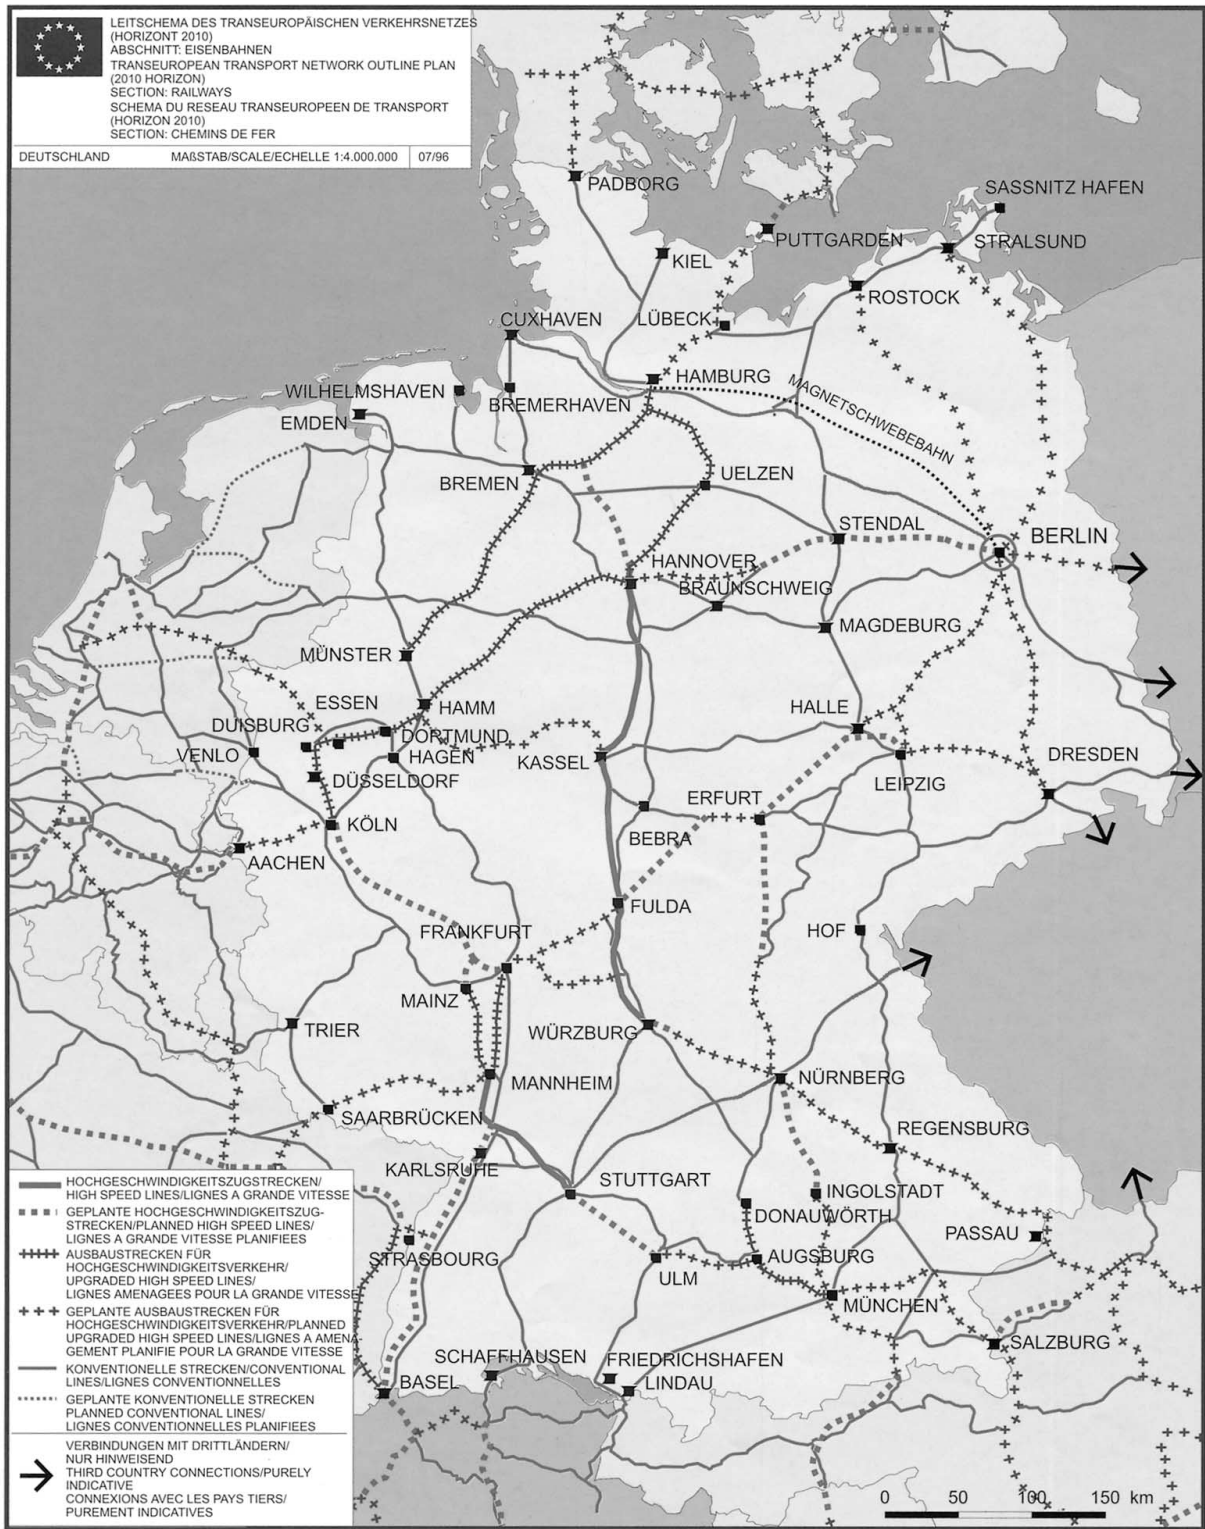 LEITSCHEMA DES TRANSEUROPÄISCHEN VERKEHRSNETZES
(HORIZONT 2010)
ABSCHNITT: EISENBAHNEN
TRANSEUROPEAN TRANSPORT NETWORK OUTLINE PLAN
(2010 HORIZON)
SECTION: RAILWAYS
SCHEMA DU RESEAU TRANSEUROPEEN DE TRANSPORT
(HORIZON 2010)
SECTION: CHEMINS DE FER
DEUTSCHLAND MAßSTAB/SCALE/ECHELLE 1:4.000.000 07/96
PADBORG
SASSNITZ HAFEN
PUTTGARDEN
STRALSUND
KIEL
ROSTOCK
CUXHAVEN
LÜBECK
HAMBURG
MAGNETSCHWEBEBAHN
WILHELMSHAVEN
BREMERHAVEN
EMDEN
BREMEN
UELZEN
STENDAL
BERLIN
HANNOVER
BRAUNSCHWEIG
MAGDEBURG
MÜNSTER
ESSEN
HAMM
HALLE
DUISBURG
DORTMUND
VENLO
HAGEN
KASSEL
DRESDEN
DÜSSELDORF
LEIPZIG
ERFURT
KÖLN
BEBRA
AACHEN
FULDA
FRANKFURT
HOF
MAINZ
TRIER
WÜRZBURG
MANNHEIM
NÜRNBERG
SAARBRÜCKEN
REGENSBURG
KARLSRUHE
STUTTGART
INGOLSTADT
DONAUWÖRTH
PASSAU
STRASBOURG
AUGSBURG
ULM
MÜNCHEN
SALZBURG
SCHAFFHAUSEN
FRIEDRICHSHAFEN
BASEL
LINDAU
HOCHGESCHWINDIGKEITSZUGSTRECKEN/
HIGH SPEED LINES/LIGNES A GRANDE VITESSE
GEPLANTE HOCHGESCHWINDIGKEITSZUG-
STRECKEN/PLANNED HIGH SPEED LINES/
LIGNES A GRANDE VITESSE PLANIFIEES
AUSBAUSTRECKEN FÜR
HOCHGESCHWINDIGKEITSVERKEHR/
UPGRADED HIGH SPEED LINES/
LIGNES AMENAGEES POUR LA GRANDE VITESSE
GEPLANTE AUSBAUSTRECKEN FÜR
HOCHGESCHWINDIGKEITSVERKEHR/PLANNED
UPGRADED HIGH SPEED LINES/LIGNES A AMENA-
GEMENT PLANIFIE POUR LA GRANDE VITESSE
KONVENTIONELLE STRECKEN/CONVENTIONAL
LINES/LIGNES CONVENTIONNELLES
GEPLANTE KONVENTIONELLE STRECKEN
PLANNED CONVENTIONAL LINES/
LIGNES CONVENTIONNELLES PLANIFIEES
VERBINDUNGEN MIT DRITTLÄNDERN/
NUR HINWEISEND
THIRD COUNTRY CONNECTIONS/PURELY
INDICATIVE
CONNEXIONS AVEC LES PAYS TIERS/
PUREMENT INDICATIVES
0 50 100 150 km